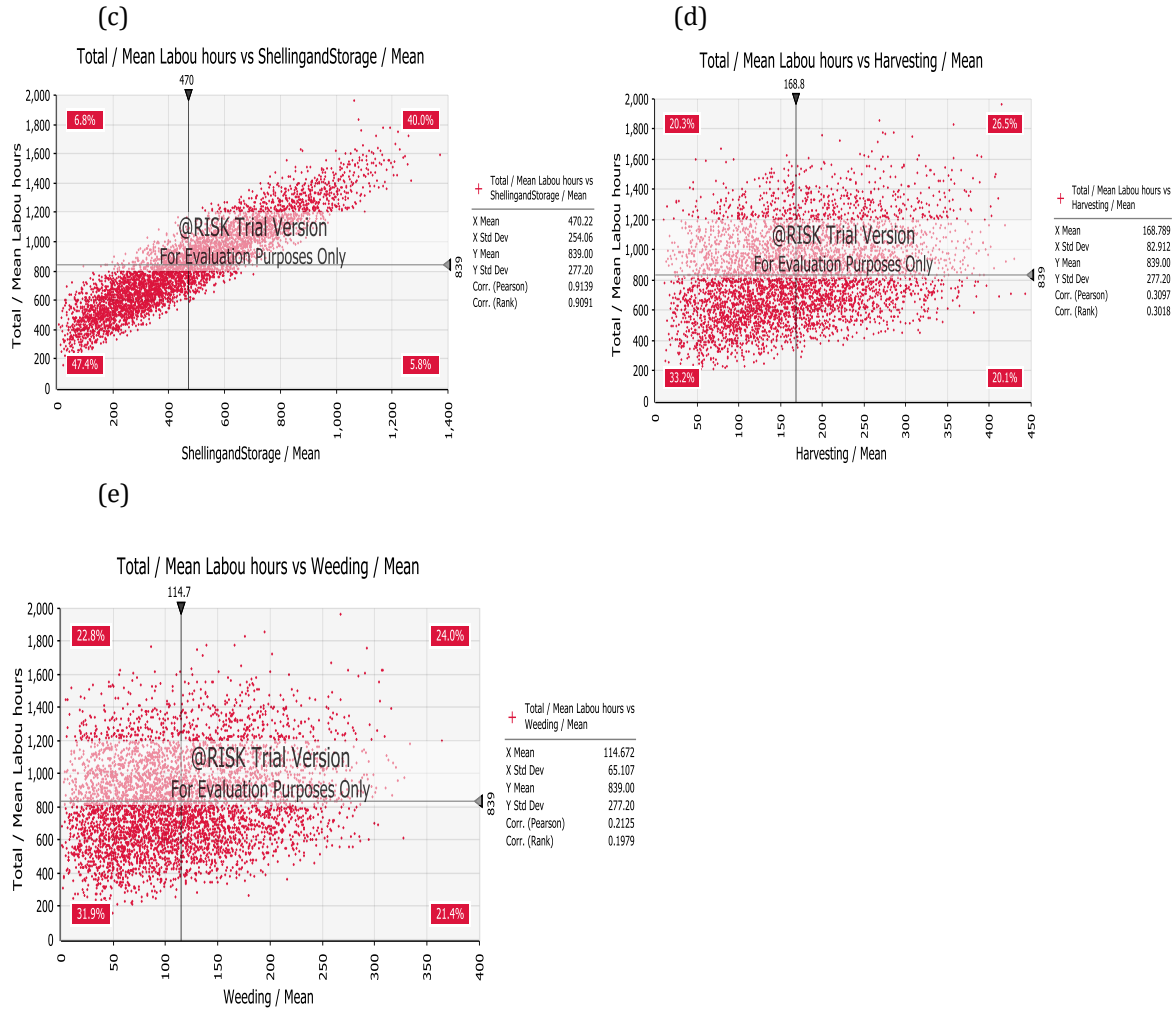 (c)
Total / Mean Labou hours vs ShellingandStorage / Mean
470
2,000
1,800
1,600
1,400
1,200
1,000
800
600
400
200
0
Total / Mean Labou hours
6.8%
40.0%
47.4%
5.8%
@RISK Trial Version
For Evaluation Purposes Only
839
0
200
400
600
800
1,000
1,200
1,400
ShellingandStorage / Mean
Total / Mean Labou hours vs
ShellingandStorage / Mean
X Mean 470.22
X Std Dev 254.06
Y Mean 839.00
Y Std Dev 277.20
Corr. (Pearson) 0.9139
Corr. (Rank) 0.9091
(d)
Total / Mean Labou hours vs Harvesting / Mean
168.8
2,000
1,800
1,600
1,400
1,200
1,000
800
600
400
200
0
Total / Mean Labou hours
20.3%
26.5%
33.2%
20.1%
@RISK Trial Version
For Evaluation Purposes Only
839
0
50
100
150
200
250
300
350
400
450
Harvesting / Mean
Total / Mean Labou hours vs
Harvesting / Mean
X Mean 168.789
X Std Dev 82.912
Y Mean 839.00
Y Std Dev 277.20
Corr. (Pearson) 0.3097
Corr. (Rank) 0.3018
(e)
Total / Mean Labou hours vs Weeding / Mean
114.7
2,000
1,800
1,600
1,400
1,200
1,000
800
600
400
200
0
Total / Mean Labou hours
22.8%
24.0%
31.9%
21.4%
@RISK Trial Version
For Evaluation Purposes Only
839
0
50
100
150
200
250
300
350
400
Weeding / Mean
Total / Mean Labou hours vs
Weeding / Mean
X Mean 114.672
X Std Dev 65.107
Y Mean 839.00
Y Std Dev 277.20
Corr. (Pearson) 0.2125
Corr. (Rank) 0.1979